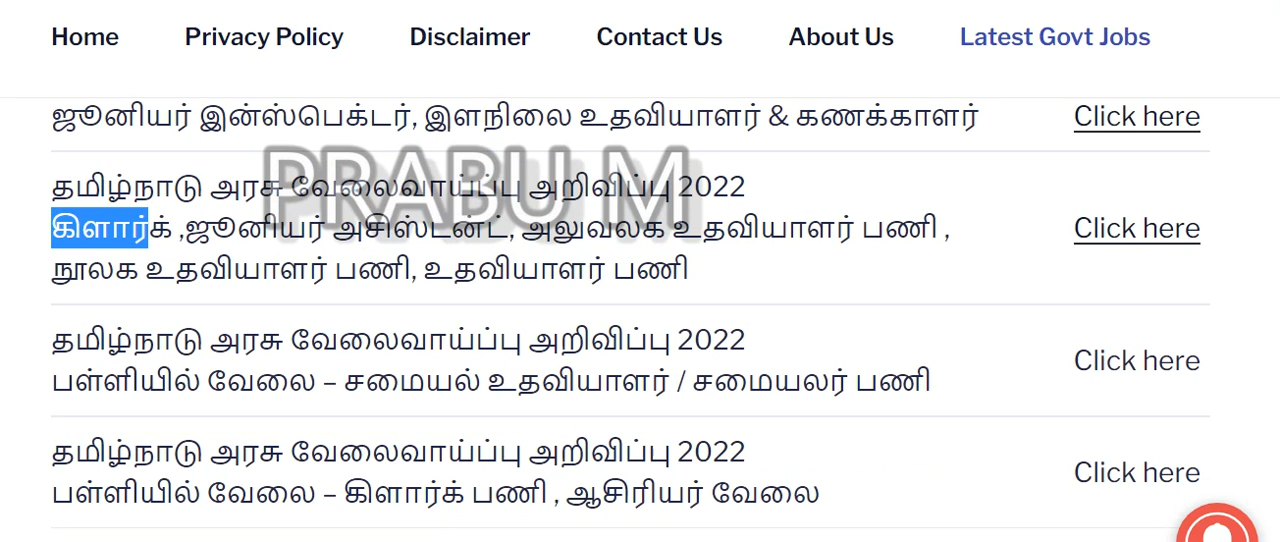 Home Privacy Policy Disclaimer Contact Us About Us Latest Govt Jobs
ஜூனியர் இன்ஸ்பெக்டர், இளநிலை உதவியாளர் & கணக்காளர் Click here
தமிழ்நாடு அரசு வேலைவாய்ப்பு அறிவிப்பு 2022
PRABU M
கிளார்க் ,ஜூனியர் அசிஸ்டன்ட், அலுவலக உதவியாளர் பணி , Click here
நூலக உதவியாளர் பணி, உதவியாளர் பணி
தமிழ்நாடு அரசு வேலைவாய்ப்பு அறிவிப்பு 2022
பள்ளியில் வேலை – சமையல் உதவியாளர் / சமையலர் பணி Click here
தமிழ்நாடு அரசு வேலைவாய்ப்பு அறிவிப்பு 2022
பள்ளியில் வேலை – கிளார்க் பணி , ஆசிரியர் வேலை Click here